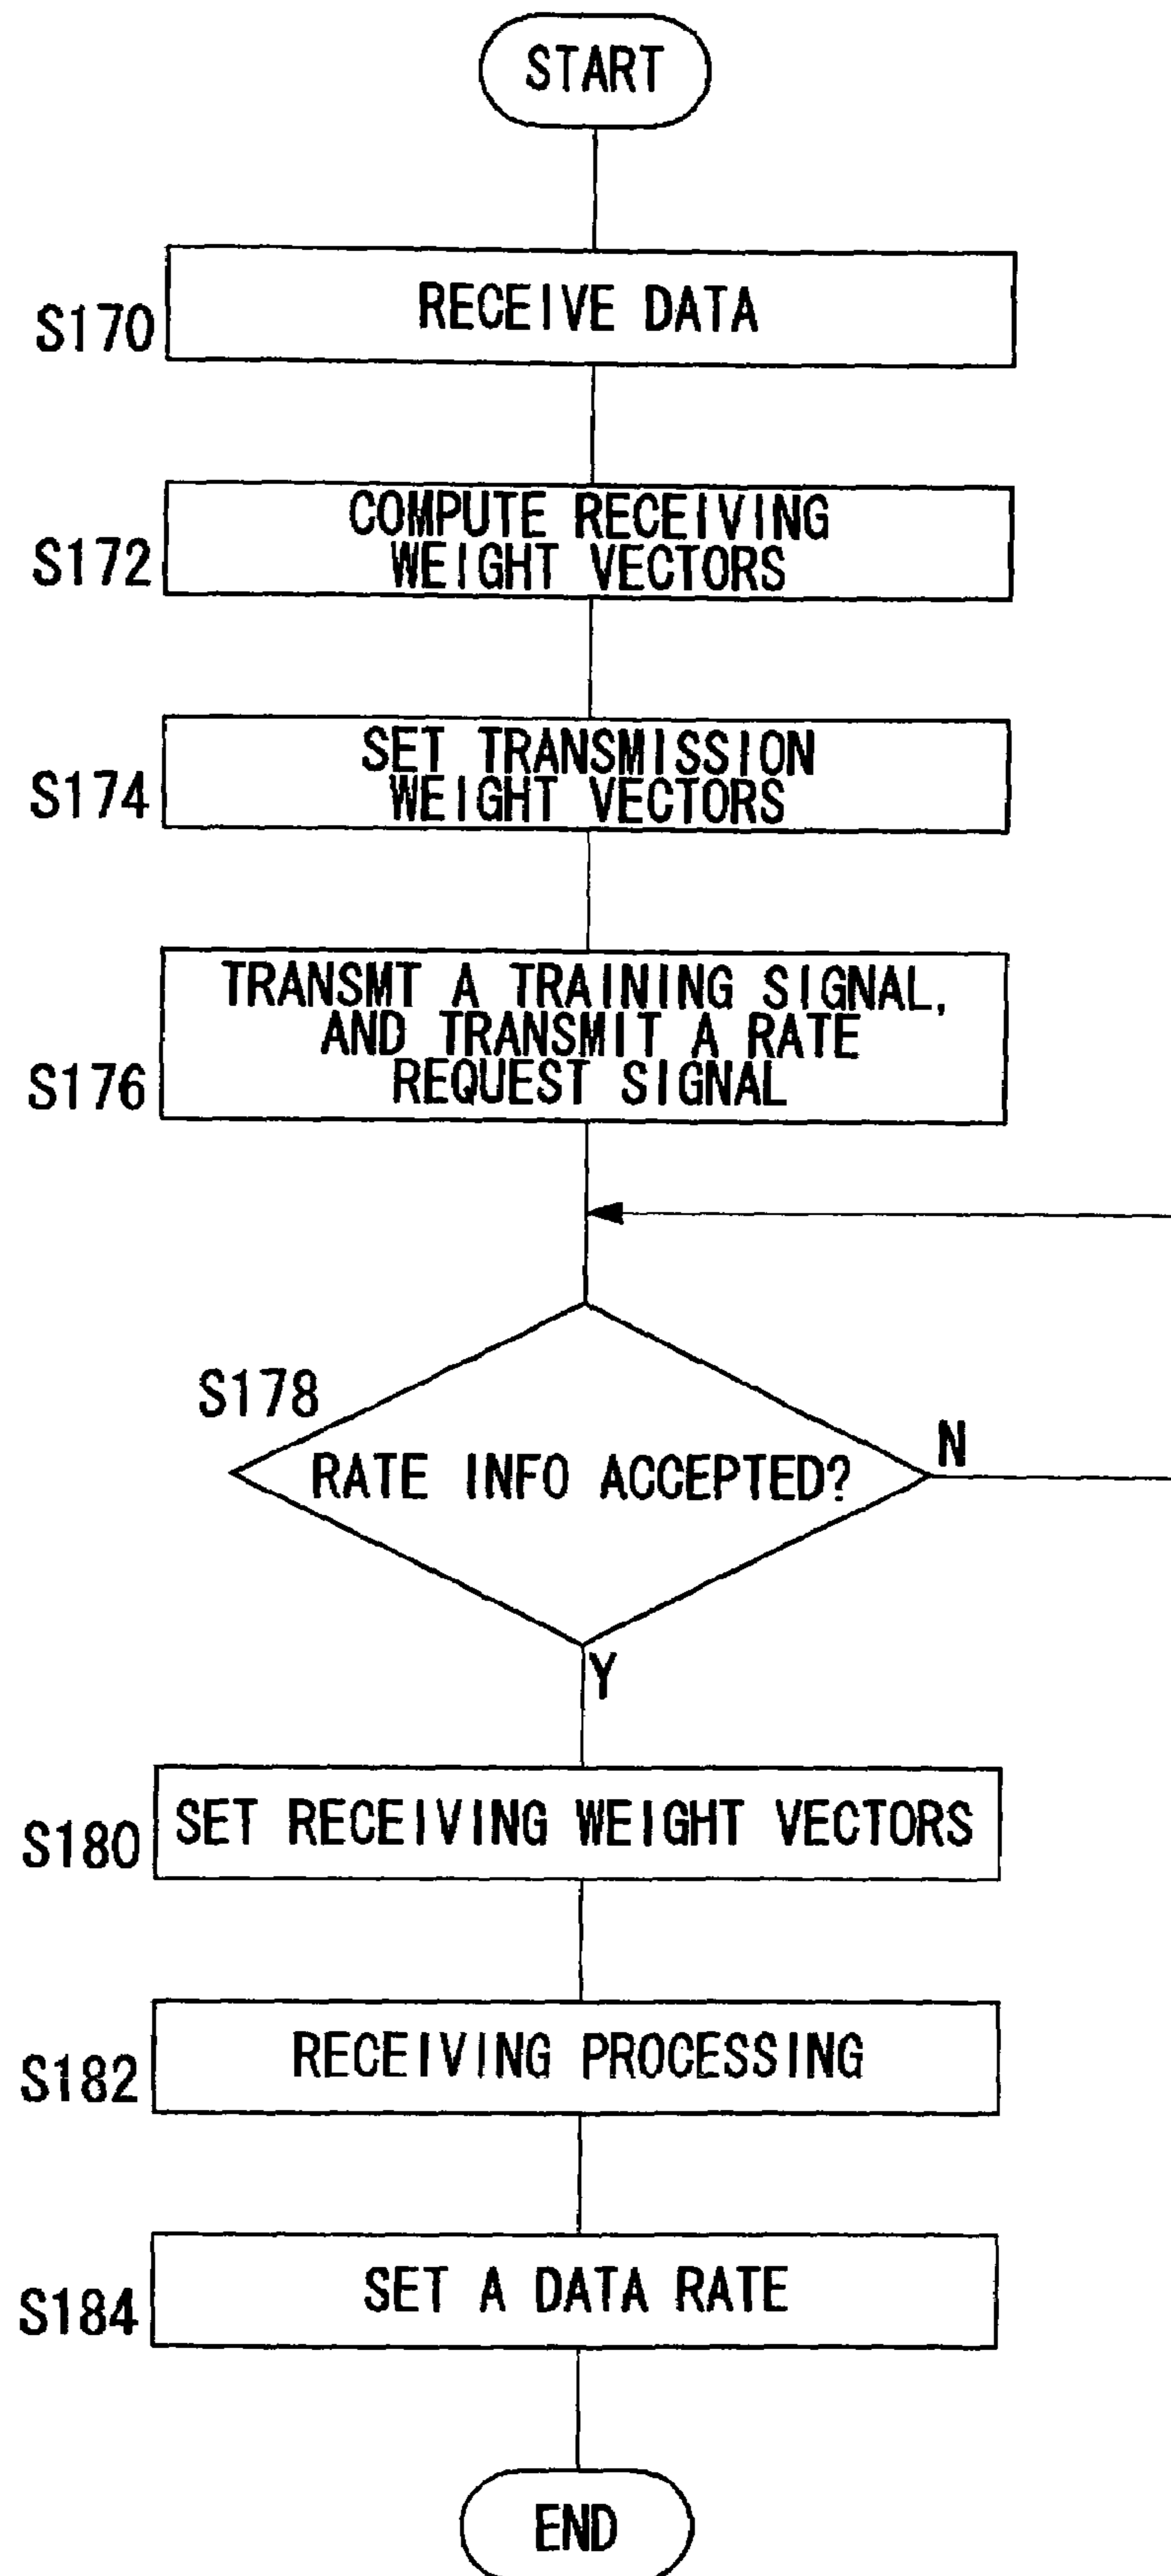 START
S170
RECEIVE DATA
S172
COMPUTE RECEIVING
WEIGHT VECTORS
S174
SET TRANSMISSION
WEIGHT VECTORS
S176
TRANSMT A TRAINING SIGNAL,
AND TRANSMIT A RATE
REQUEST SIGNAL
S178
RATE INFO ACCEPTED?
N
Y
S180
SET RECEIVING WEIGHT VECTORS
S182
RECEIVING PROCESSING
S184
SET A DATA RATE
END